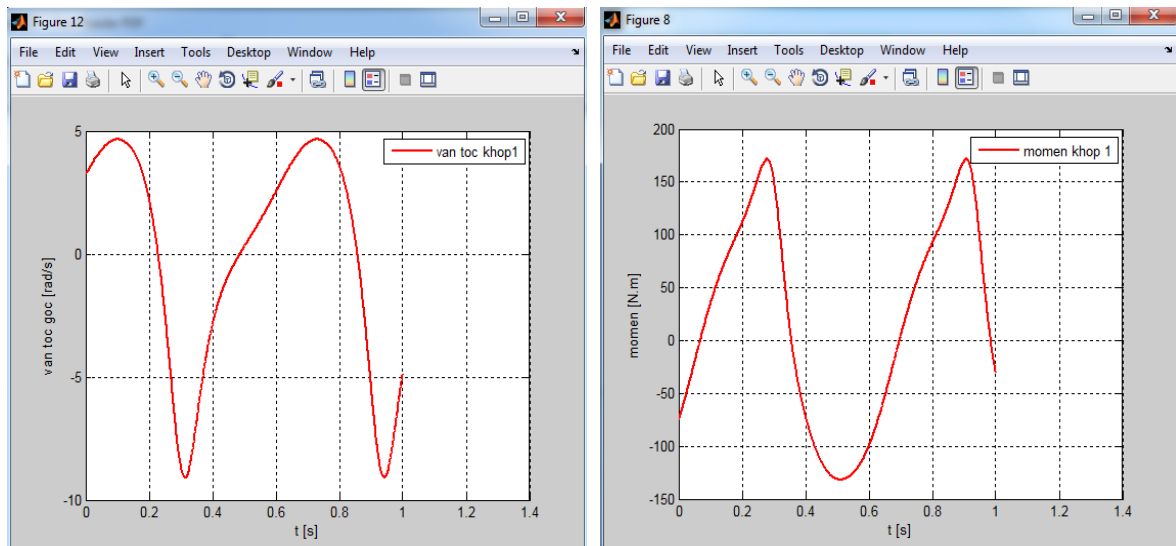 Figure 12
File Edit View Insert Tools Desktop Window Help
5
0
-5
-10
0 0.2 0.4 0.6 0.8 1 1.2 1.4
van toc goc [rad/s]
t [s]
van toc khop1
Figure 8
File Edit View Insert Tools Desktop Window Help
200
150
100
50
0
-50
-100
-150
0 0.2 0.4 0.6 0.8 1 1.2 1.4
momen [N.m]
t [s]
momen khop 1